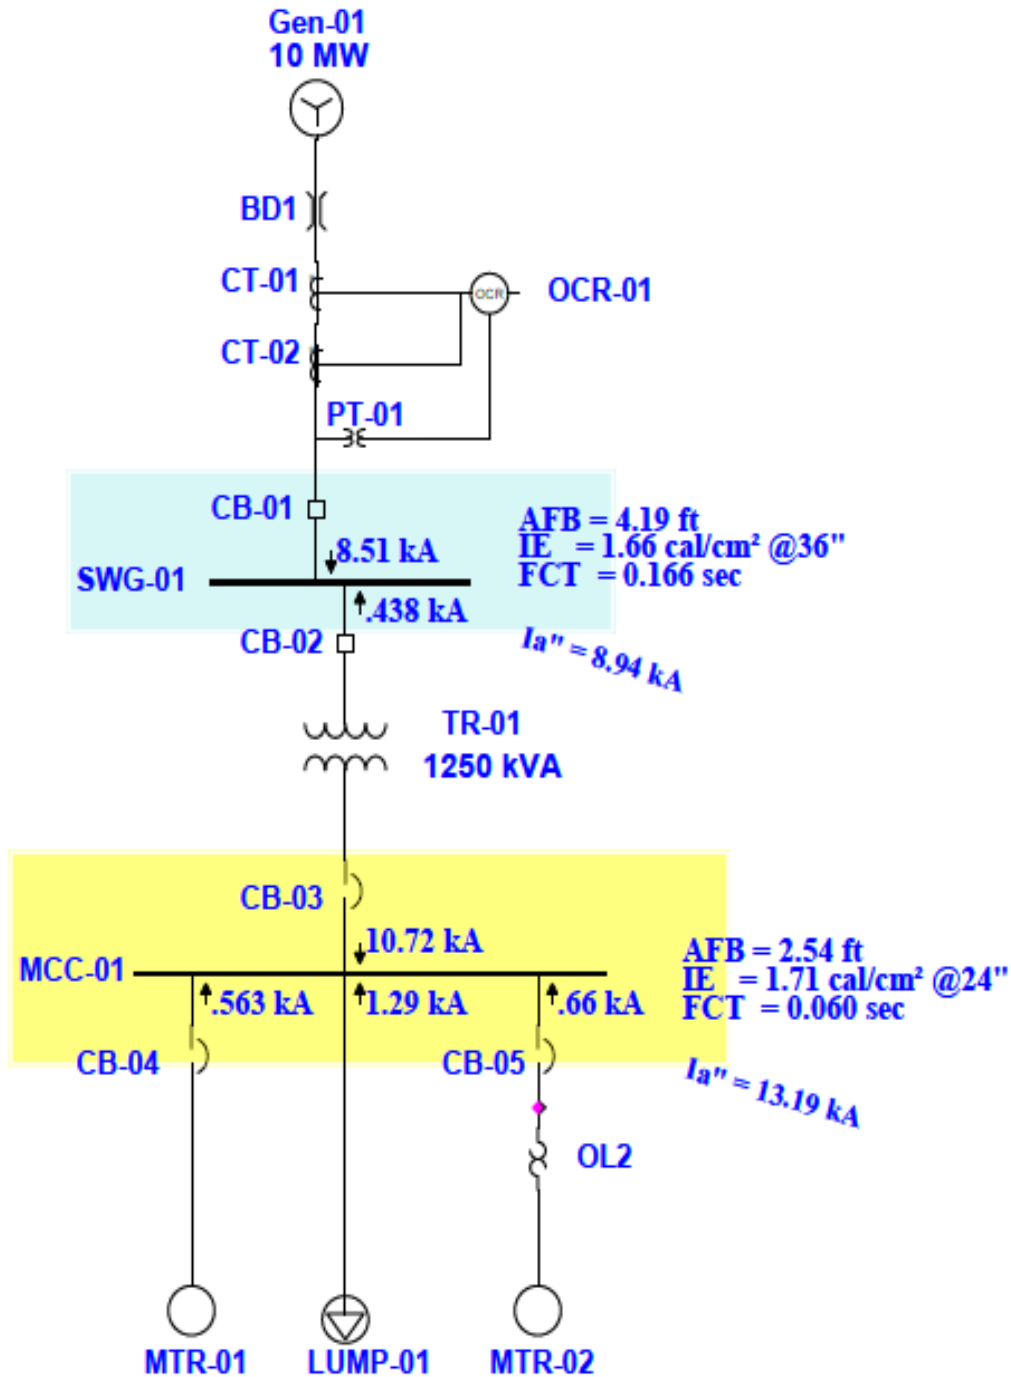 Gen-01
10 MW
BD1
CT-01
OCR
OCR-01
CT-02
PT-01
CB-01
AFB = 4.19 ft
IE = 1.66 cal/cm² @36"
FCT = 0.166 sec
8.51 kA
SWG-01
.438 kA
CB-02
Ia" = 8.94 kA
TR-01
1250 kVA
CB-03
10.72 kA
AFB = 2.54 ft
IE = 1.71 cal/cm² @24"
FCT = 0.060 sec
MCC-01
.563 kA
1.29 kA
.66 kA
CB-04
CB-05
Ia" = 13.19 kA
OL2
MTR-01
LUMP-01
MTR-02